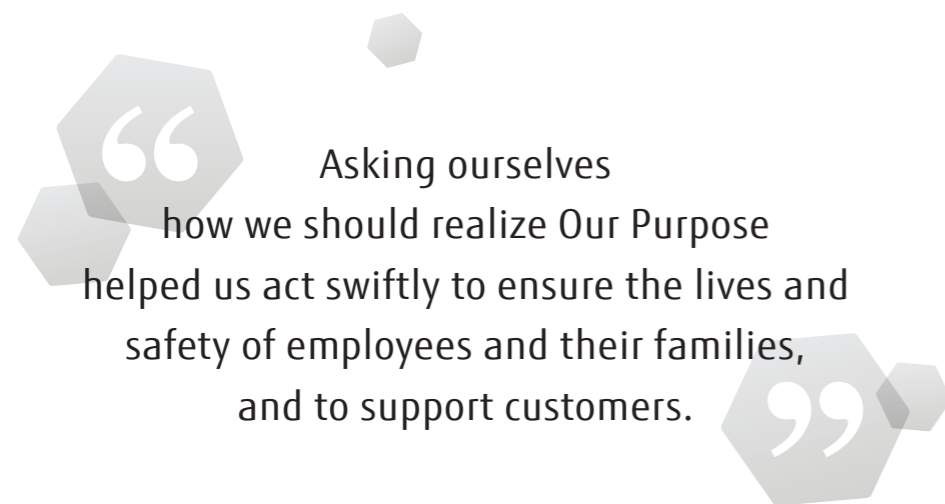 “
Asking ourselves
how we should realize Our Purpose
helped us act swiftly to ensure the lives and
safety of employees and their families,
and to support customers.
”